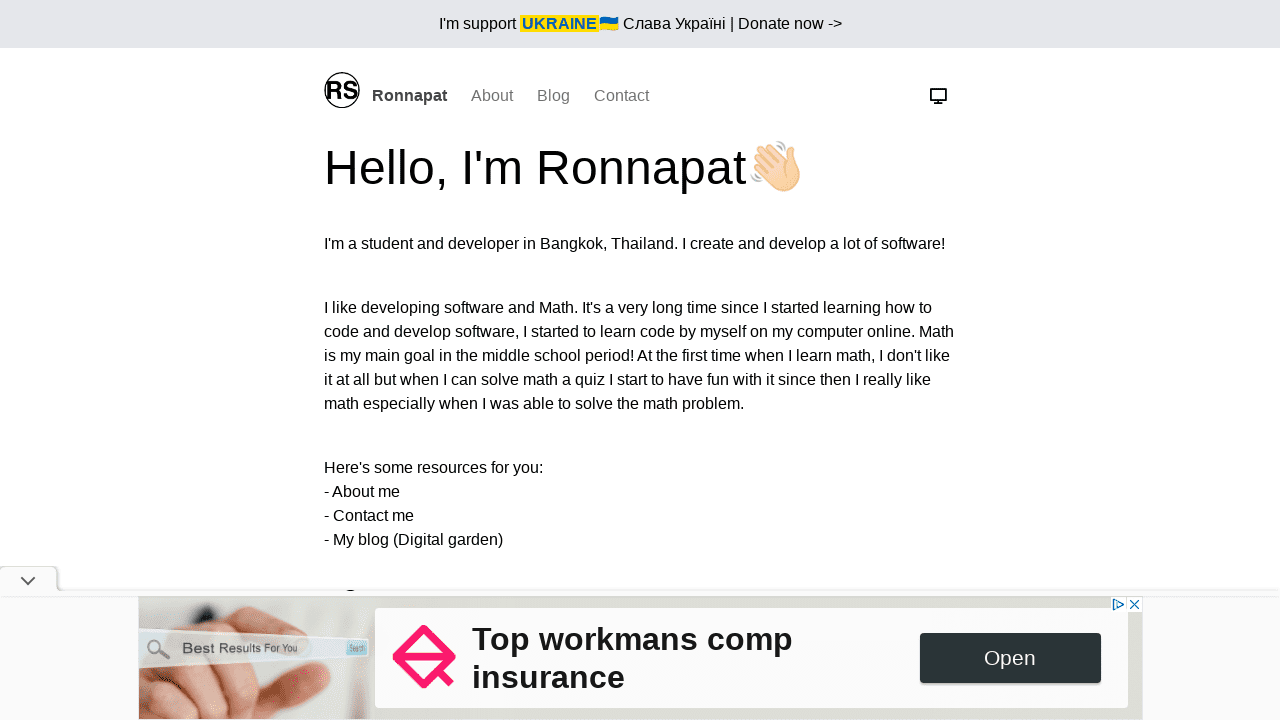 I'm support UKRAINE🇺🇦 Слава Україні | Donate now ->
RS Ronnapat About Blog Contact
Hello, I'm Ronnapat👋🏻
I'm a student and developer in Bangkok, Thailand. I create and develop a lot of software!
I like developing software and Math. It's a very long time since I started learning how to
code and develop software, I started to learn code by myself on my computer online. Math
is my main goal in the middle school period! At the first time when I learn math, I don't like
it at all but when I can solve math a quiz I start to have fun with it since then I really like
math especially when I was able to solve the math problem.
Here's some resources for you:
- About me
- Contact me
- My blog (Digital garden)
Best Results For You Search
Top workmans comp
insurance
Open